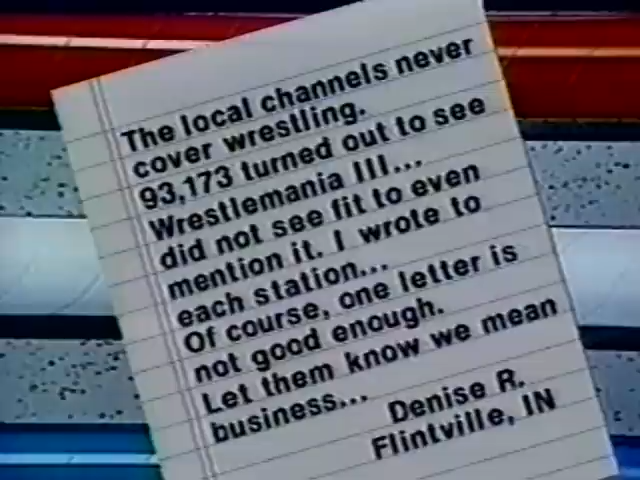 The local channels never
cover wrestling.
93,173 turned out to see
Wrestlemania III...
did not see fit to even
mention it. I wrote to
each station...
Of course, one letter is
not good enough.
Let them know we mean
business...
Denise R.
Flintville, IN